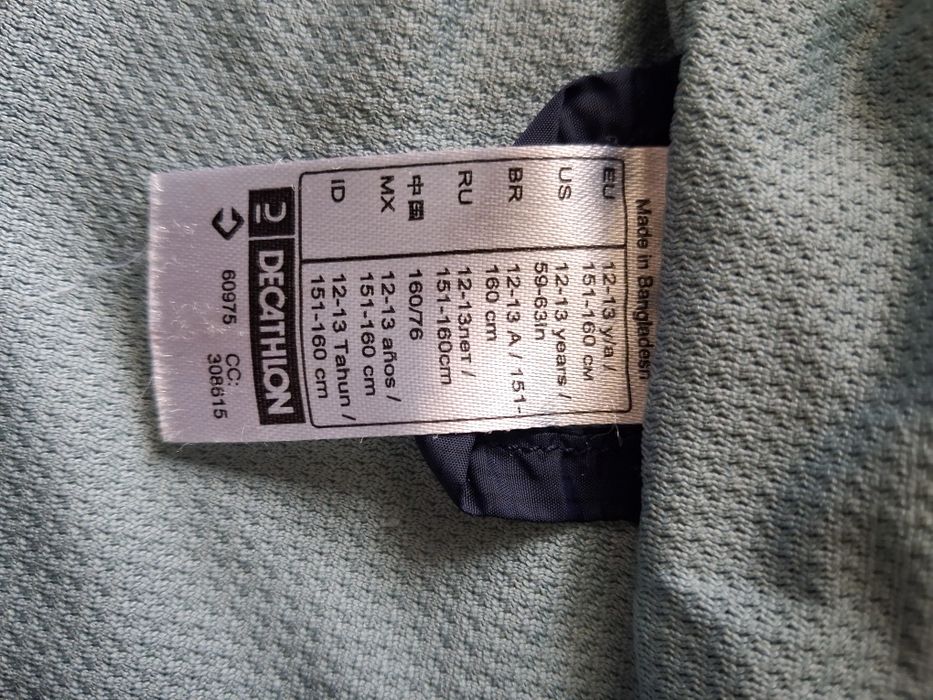 Made in Bangladesh
EU 12-13 y/a /
151-160 см
US 12-13 years /
59-63in
BR 12-13 A / 151-
160 cm
RU 12-13лет /
151-160cm
中国 160/76
MX 12-13 años /
151-160 cm
ID 12-13 Tahun /
151-160 cm
DECATHLON
60975 CC:
308615